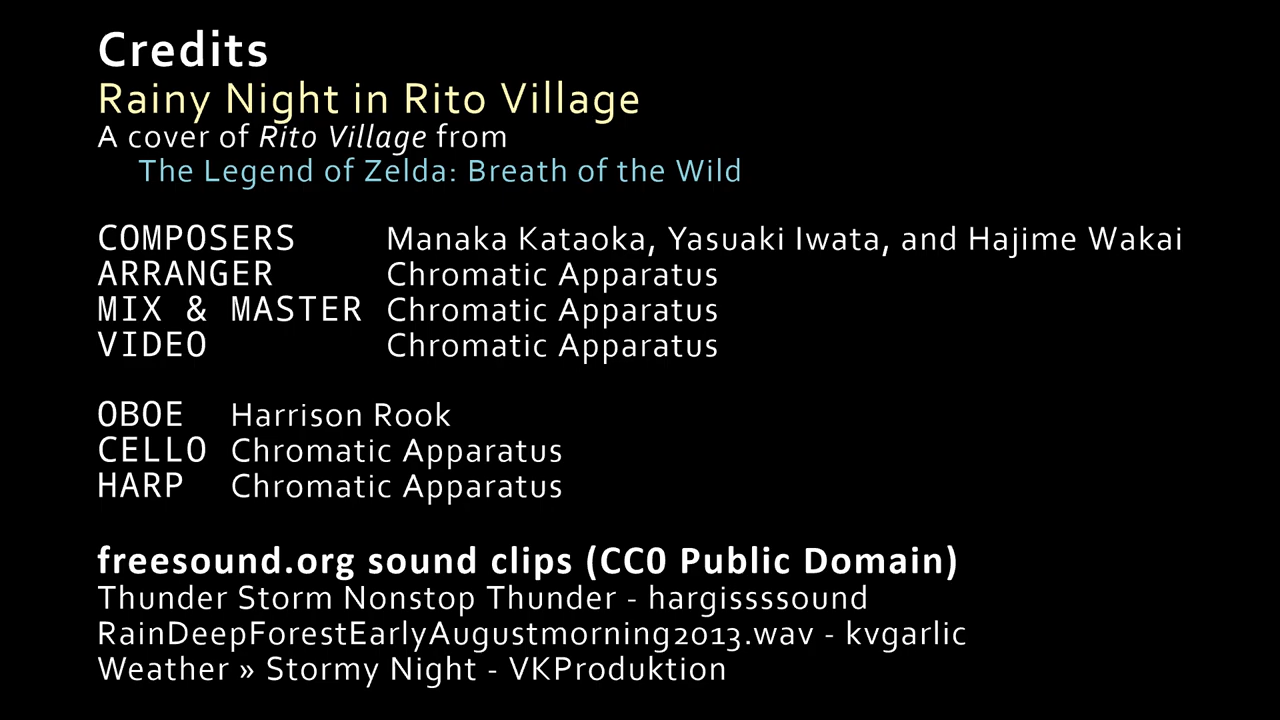 Credits
Rainy Night in Rito Village
A cover of Rito Village from
The Legend of Zelda: Breath of the Wild
COMPOSERS Manaka Kataoka, Yasuaki Iwata, and Hajime Wakai
ARRANGER Chromatic Apparatus
MIX & MASTER Chromatic Apparatus
VIDEO Chromatic Apparatus
OBOE Harrison Rook
CELLO Chromatic Apparatus
HARP Chromatic Apparatus
freesound.org sound clips (CC0 Public Domain)
Thunder Storm Nonstop Thunder - hargissssound
RainDeepForestEarlyAugustmorning2013.wav - kvgarlic
Weather » Stormy Night - VKProduktion